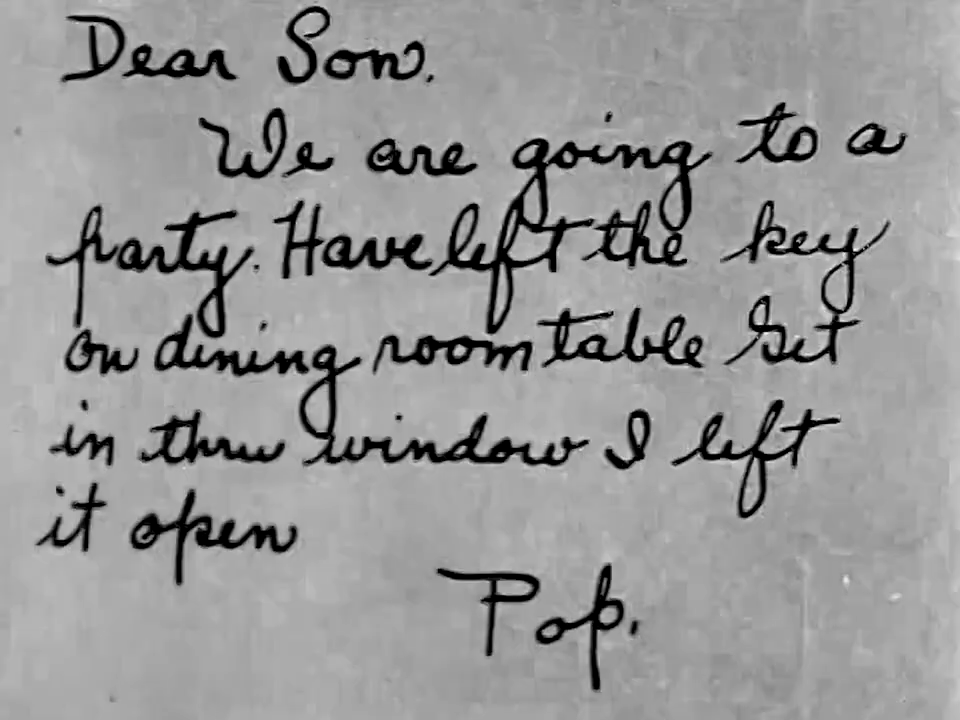 Dear Son.
We are going to a
party. Have left the key
on dining room table Get
in thru window I left
it open
Pop.